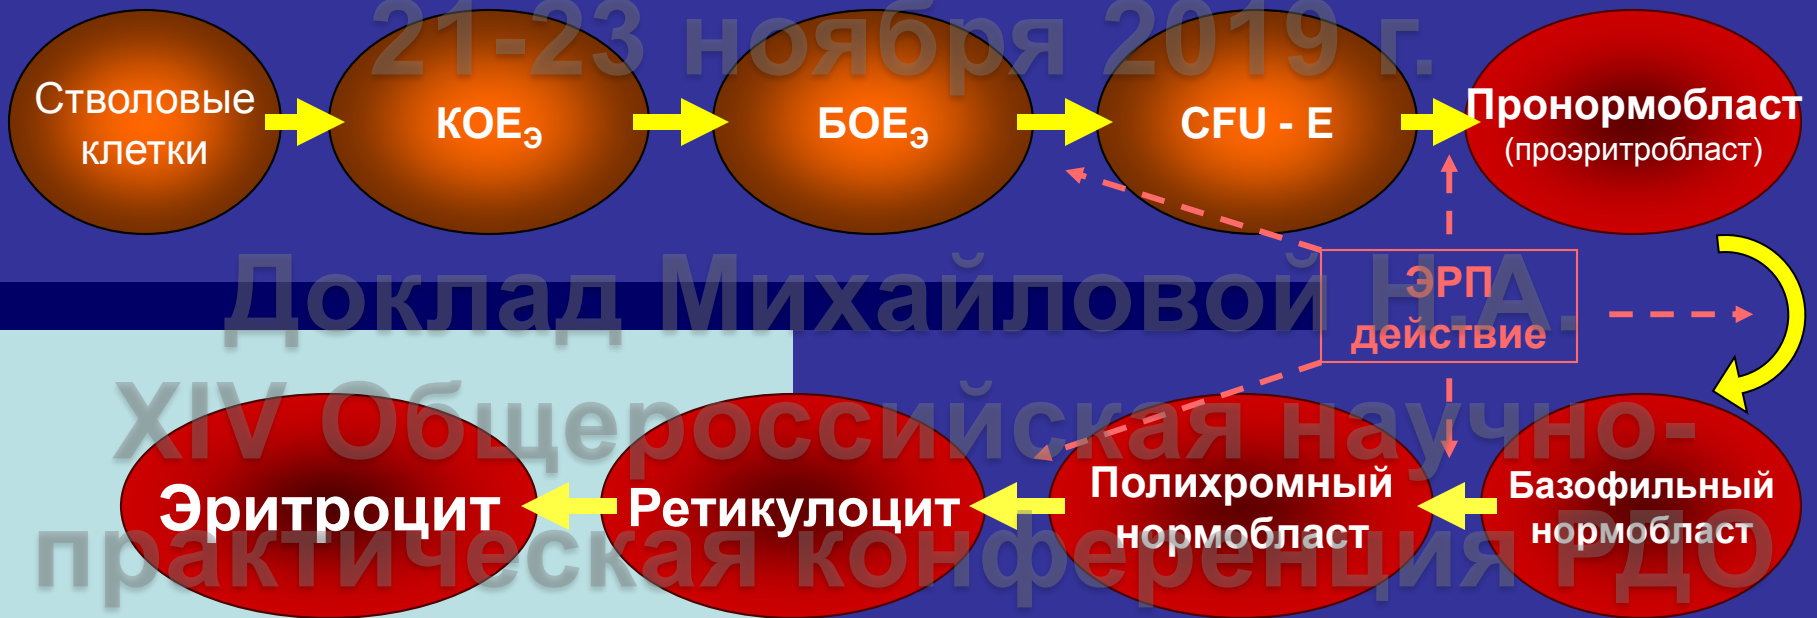 21-23 ноября 2019 г.
Стволовые
клетки
КОЕэ
БОЕэ
CFU - E
Пронормобласт
(проэритробласт)
Доклад Михайловой Н.А.
ЭРП
действие
XIV Общероссийская научно-
Эритроцит
Ретикулоцит
Полихромный
нормобласт
Базофильный
нормобласт
практическая конференция РДО